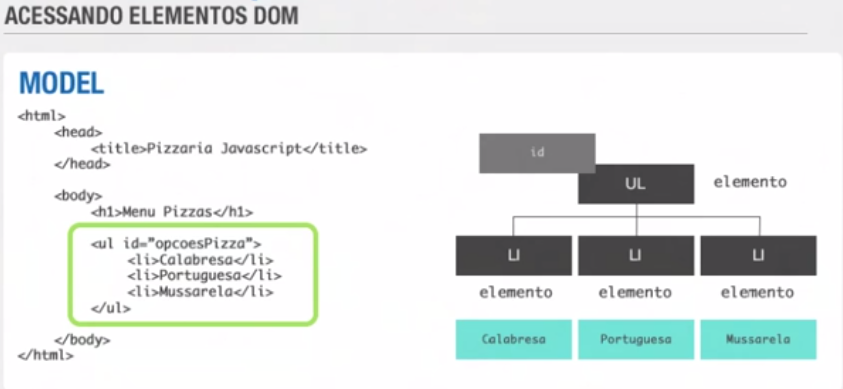 ACESSANDO ELEMENTOS DOM
MODEL
<html>
<head>
<title>Pizzaria Javascript</title>
</head>
<body>
<h1>Menu Pizzas</h1>
<ul id="opcoesPizza">
<li>Calabresa</li>
<li>Portuguesa</li>
<li>Mussarela</li>
</ul>
</body>
</html>
id
UL elemento
LI LI LI
elemento elemento elemento
Calabresa Portuguesa Mussarela